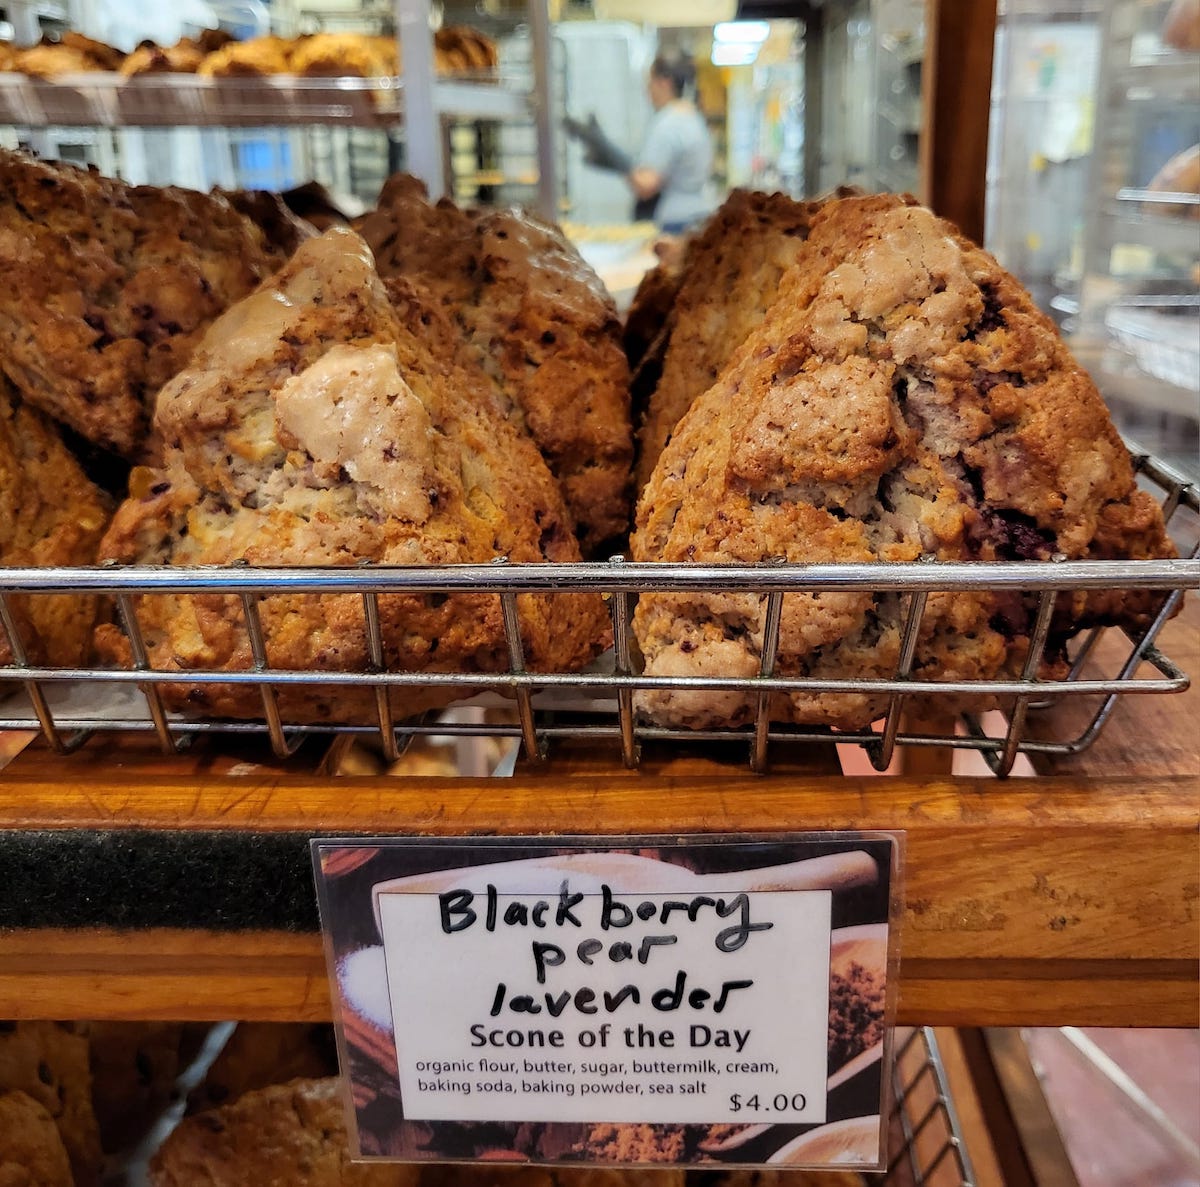 Blackberry
pear
lavender
Scone of the Day
organic flour, butter, sugar, buttermilk, cream,
baking soda, baking powder, sea salt
$4.00